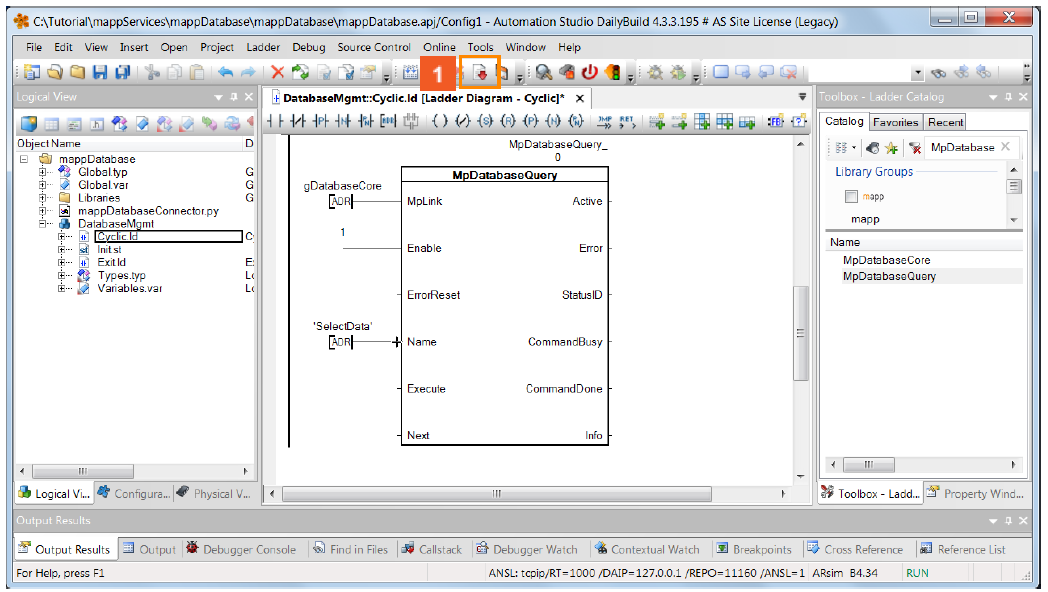 C:\Tutorial\mappServices\mappDatabase\mappDatabase\mappDatabase.apj/Config1 - Automation Studio DailyBuild 4.3.3.195 # AS Site License (Legacy)
File Edit View Insert Open Project Ladder Debug Source Control Online Tools Window Help
1
Logical View
DatabaseMgmt::Cyclic.ld [Ladder Diagram - Cyclic]*
Toolbox - Ladder Catalog
Catalog Favorites Recent
JMP RET
FB
Object Name D
mappDatabase
Global.typ G
Global.var G
Libraries G
mappDatabaseConnector.py
DatabaseMgmt
Cyclic.ld Cy
Init.st
Exit.ld E:
Types.typ Lo
Variables.var Lo
MpDatabaseQuery_
0
MpDatabaseQuery
gDatabaseCore
ADR MpLink Active
1
Enable Error
ErrorReset StatusID
'SelectData'
ADR Name CommandBusy
Execute CommandDone
Next Info
MpDatabase
Library Groups
mapp
mapp
Name
MpDatabaseCore
MpDatabaseQuery
Logical Vi... Configura... Physical V...
Toolbox - Ladd... Property Wind...
Output Results
Output Results Output Debugger Console Find in Files Callstack Debugger Watch Contextual Watch Breakpoints Cross Reference Reference List
For Help, press F1 ANSL: tcpip/RT=1000 /DAIP=127.0.0.1 /REPO=11160 /ANSL=1 ARsim B4.34 RUN